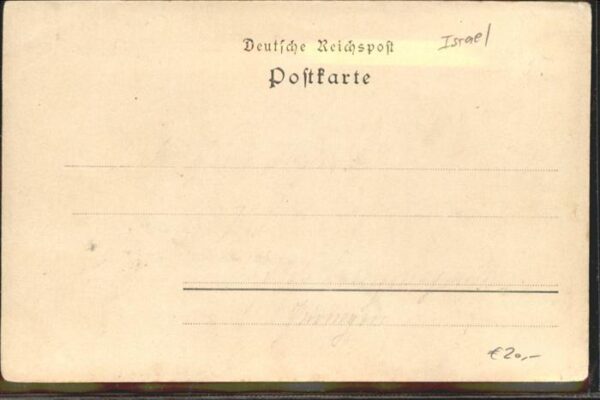 Deutſche Reichspoſt
Israel
Poſtkarte
€ 20,-